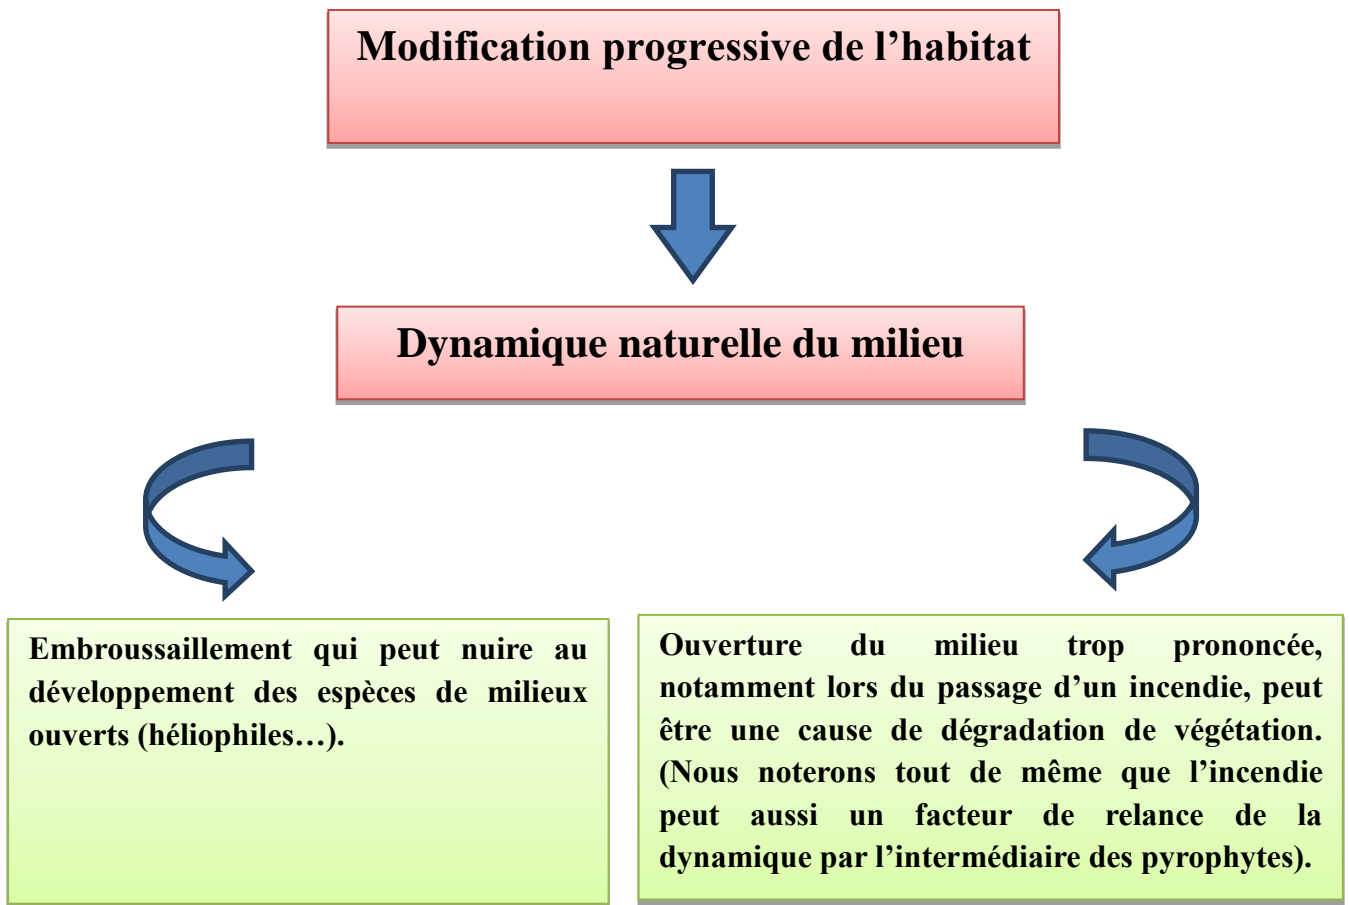 Modification progressive de l’habitat
Dynamique naturelle du milieu
Embroussaillement qui peut nuire au
développement des espèces de milieux
ouverts (héliophiles…).
Ouverture du milieu trop prononcée,
notamment lors du passage d’un incendie, peut
être une cause de dégradation de végétation.
(Nous noterons tout de même que l’incendie
peut aussi un facteur de relance de la
dynamique par l’intermédiaire des pyrophytes).